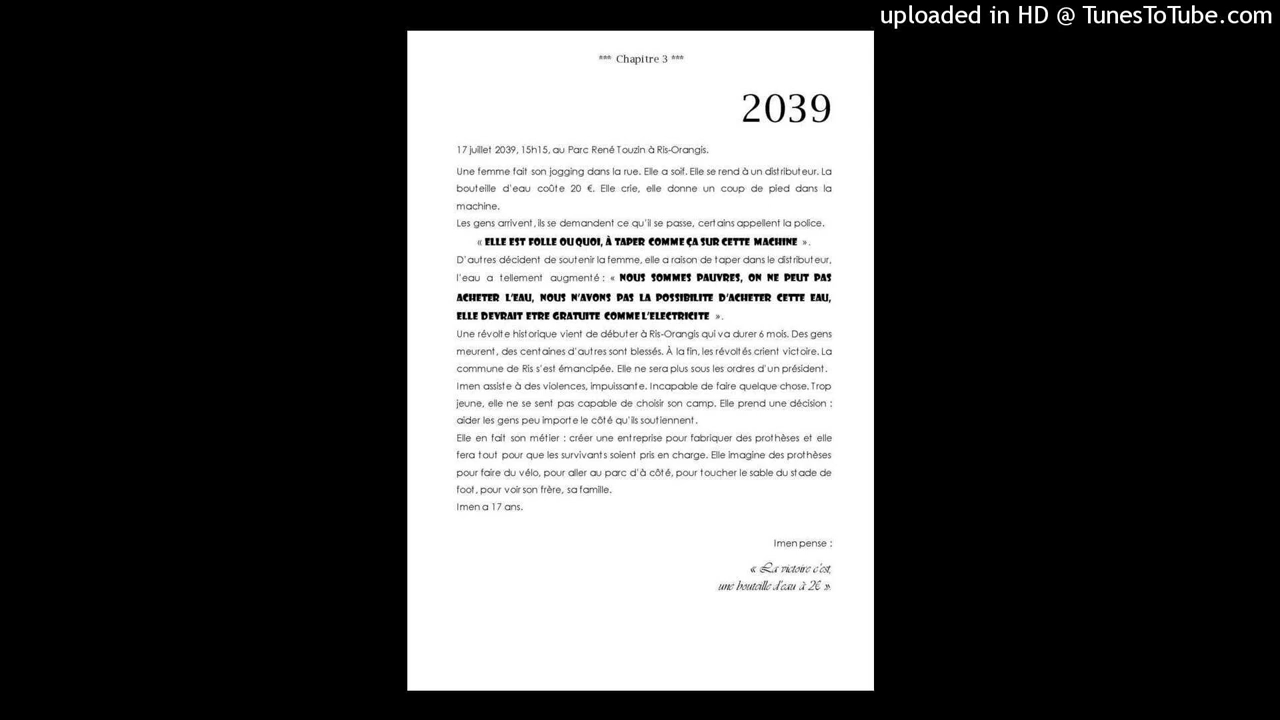 uploaded in HD @ TunesToTube.com
*** Chapitre 3 ***
2039
17 juillet 2039, 15h15, au Parc René Touzin à Ris-Orangis.
Une femme fait son jogging dans la rue. Elle a soif. Elle se rend à un distributeur. La
bouteille d'eau coûte 20 €. Elle crie, elle donne un coup de pied dans la
machine.
Les gens arrivent, ils se demandent ce qu'il se passe, certains appellent la police.
« ELLE EST FOLLE OU QUOI, À TAPER COMME ÇA SUR CETTE MACHINE ».
D'autres décident de soutenir la femme, elle a raison de taper dans le distributeur,
l'eau a tellement augmenté : « NOUS SOMMES PAUVRES, ON NE PEUT PAS
ACHETER L'EAU, NOUS N'AVONS PAS LA POSSIBILITE D'ACHETER CETTE EAU,
ELLE DEVRAIT ETRE GRATUITE COMME L'ELECTRICITE ».
Une révolte historique vient de débuter à Ris-Orangis qui va durer 6 mois. Des gens
meurent, des centaines d'autres sont blessés. À la fin, les révoltés crient victoire. La
commune de Ris s'est émancipée. Elle ne sera plus sous les ordres d'un président.
Imen assiste à des violences, impuissante. Incapable de faire quelque chose. Trop
jeune, elle ne se sent pas capable de choisir son camp. Elle prend une décision :
aider les gens peu importe le côté qu'ils soutiennent.
Elle en fait son métier : créer une entreprise pour fabriquer des prothèses et elle
fera tout pour que les survivants soient pris en charge. Elle imagine des prothèses
pour faire du vélo, pour aller au parc d'à côté, pour toucher le sable du stade de
foot, pour voir son frère, sa famille.
Imen a 17 ans.
Imen pense :
« La victoire c'est,
une bouteille d'eau à 2€ »